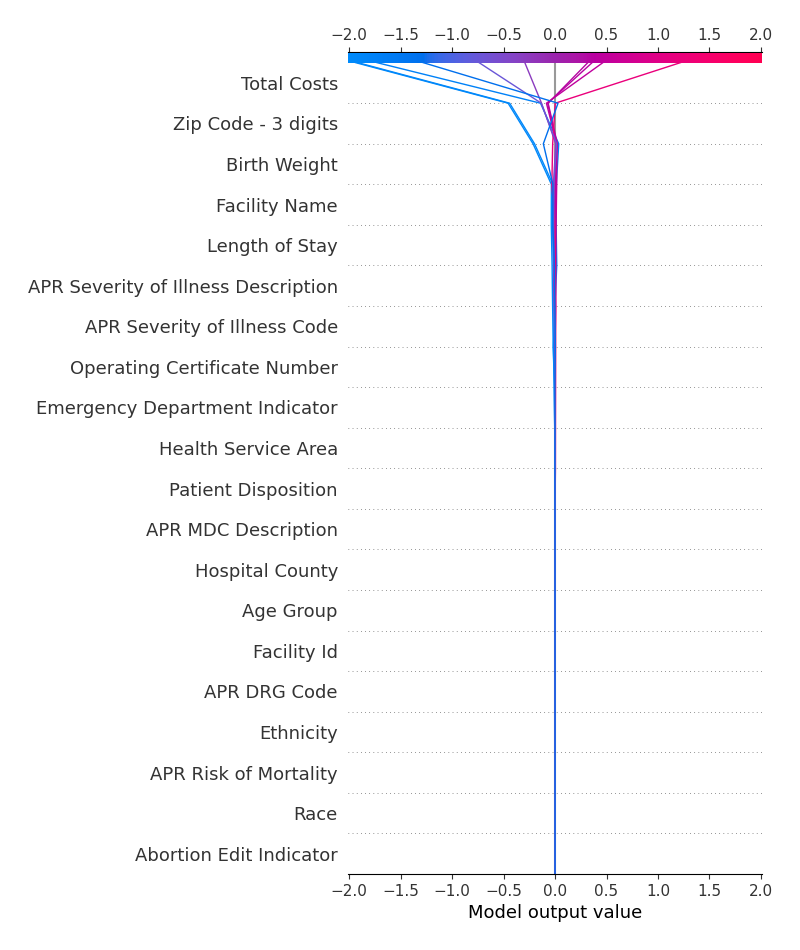 −2.0 −1.5 −1.0 −0.5 0.0 0.5 1.0 1.5 2.0
Total Costs
Zip Code - 3 digits
Birth Weight
Facility Name
Length of Stay
APR Severity of Illness Description
APR Severity of Illness Code
Operating Certificate Number
Emergency Department Indicator
Health Service Area
Patient Disposition
APR MDC Description
Hospital County
Age Group
Facility Id
APR DRG Code
Ethnicity
APR Risk of Mortality
Race
Abortion Edit Indicator
−2.0 −1.5 −1.0 −0.5 0.0 0.5 1.0 1.5 2.0
Model output value